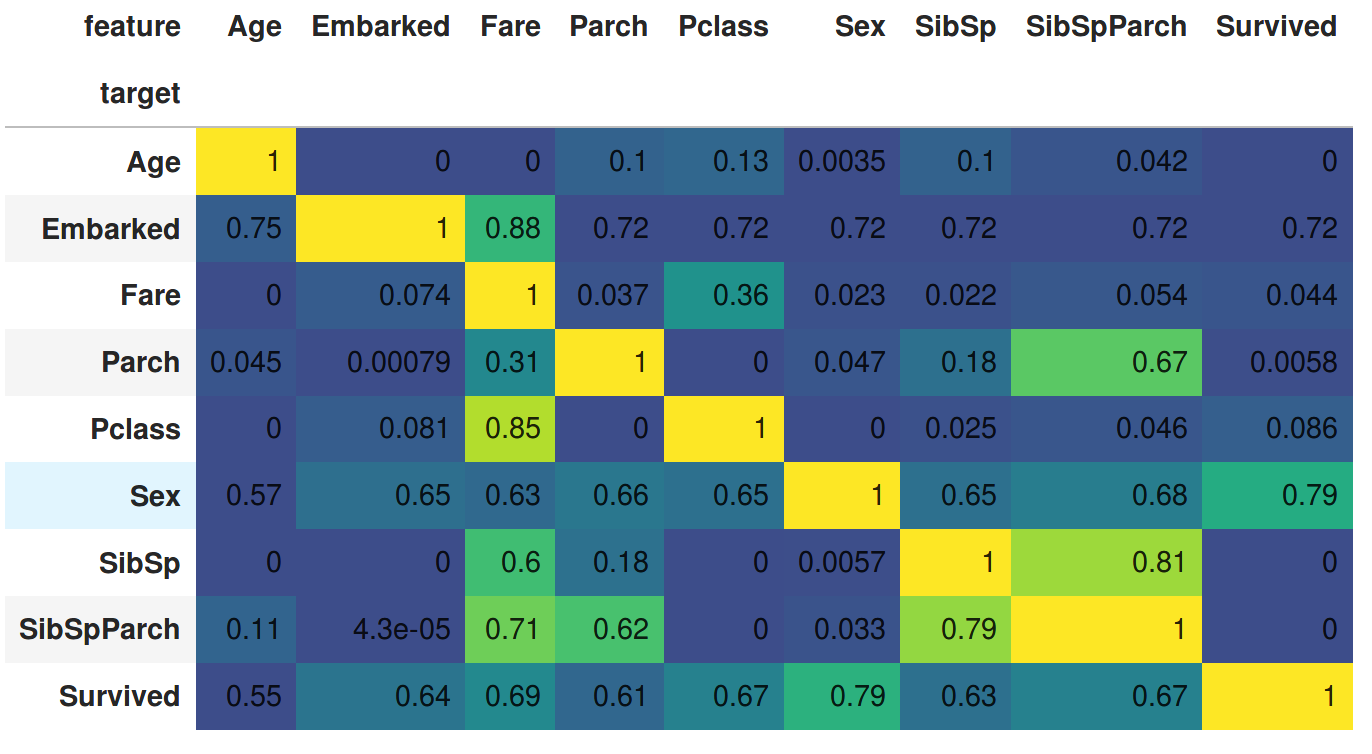 feature Age Embarked Fare Parch Pclass Sex SibSp SibSpParch Survived
target
Age 1 0 0 0.1 0.13 0.0035 0.1 0.042 0
Embarked 0.75 1 0.88 0.72 0.72 0.72 0.72 0.72 0.72
Fare 0 0.074 1 0.037 0.36 0.023 0.022 0.054 0.044
Parch 0.045 0.00079 0.31 1 0 0.047 0.18 0.67 0.0058
Pclass 0 0.081 0.85 0 1 0 0.025 0.046 0.086
Sex 0.57 0.65 0.63 0.66 0.65 1 0.65 0.68 0.79
SibSp 0 0 0.6 0.18 0 0.0057 1 0.81 0
SibSpParch 0.11 4.3e-05 0.71 0.62 0 0.033 0.79 1 0
Survived 0.55 0.64 0.69 0.61 0.67 0.79 0.63 0.67 1